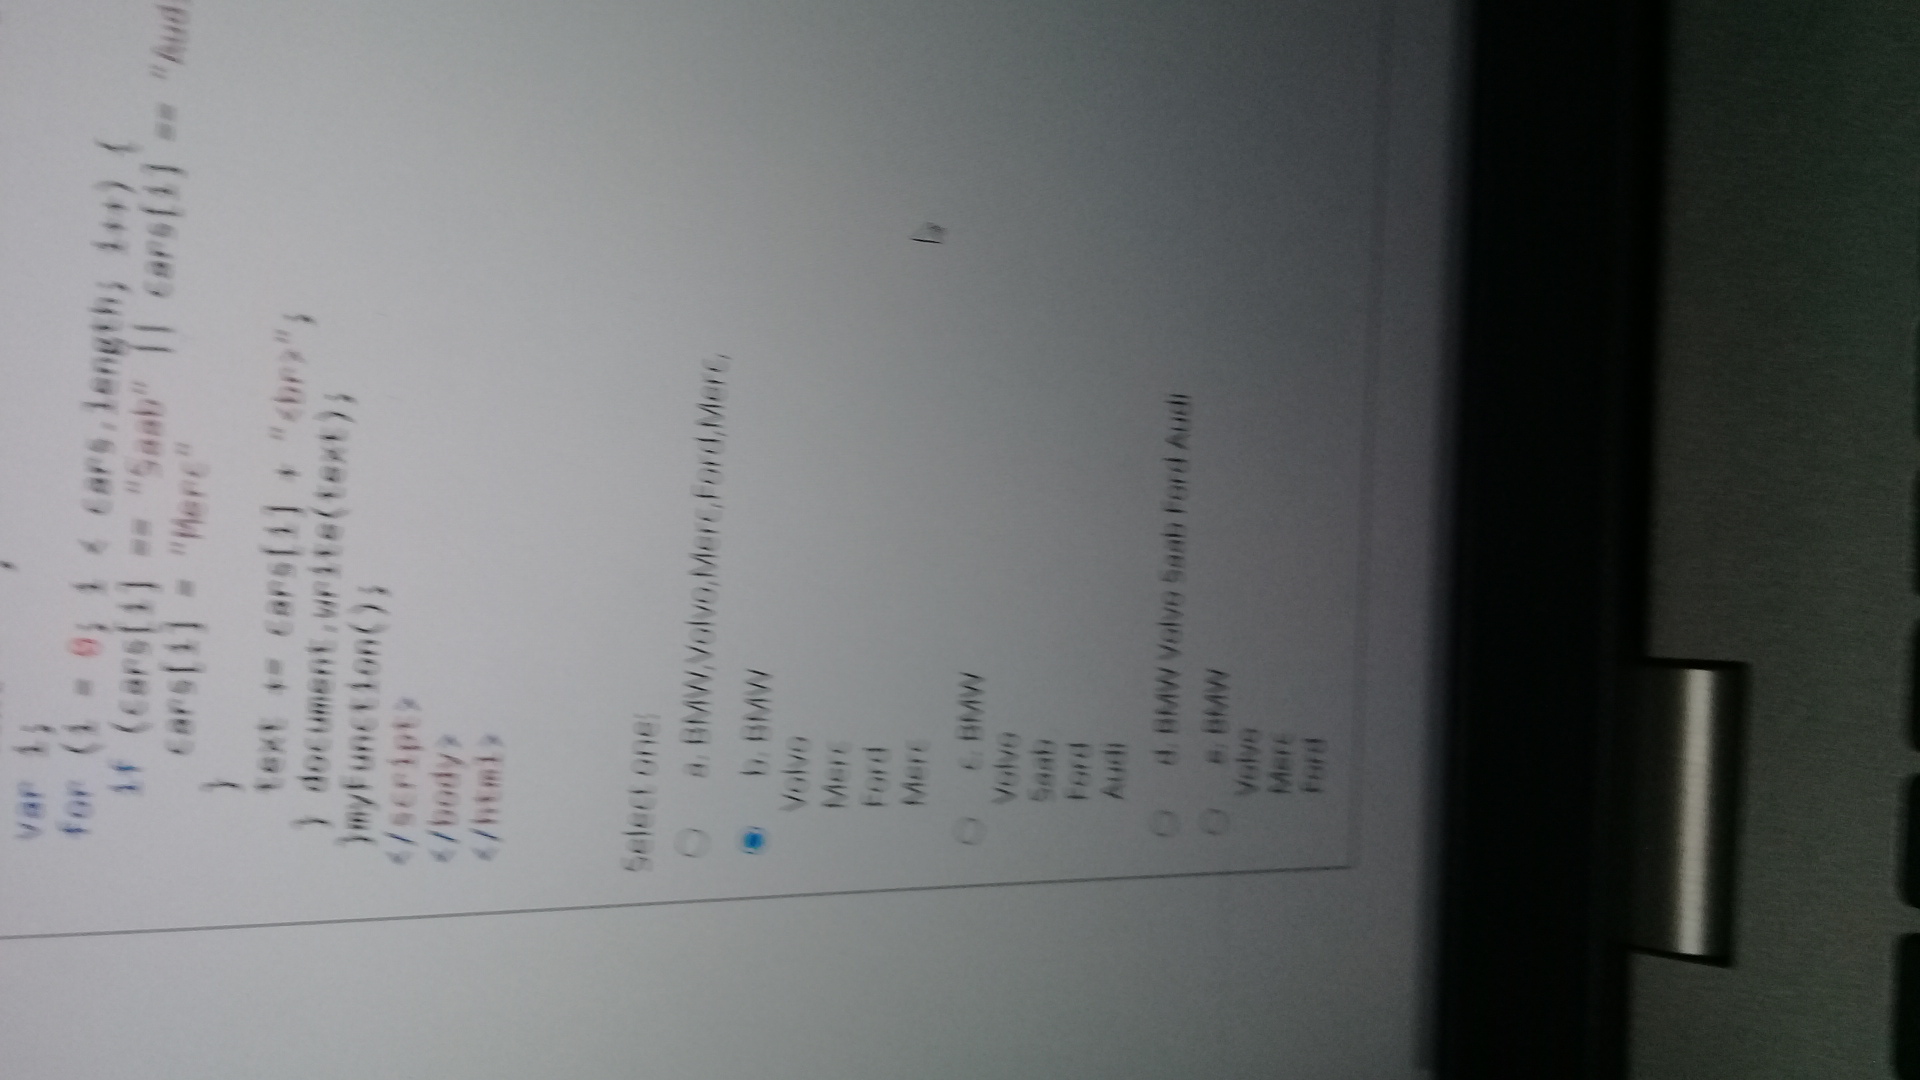 var i;
for (i = 0; i < cars.length; i++) {
if (cars[i] == "Saab" || cars[i] == "Aud
cars[i] = "Merc"
}
text += cars[i] + "<br>";
} document.write(text);
}myFunction();
</script>
</body>
</html>
Select one:
a. BMW,Volvo,Merc,Ford,Merc,
b. BMW
Volvo
Merc
Ford
Merc
c. BMW
Volvo
Saab
Ford
Audi
d. BMW Volvo Saab Ford Audi
e. BMW
Volvo
Merc
Ford